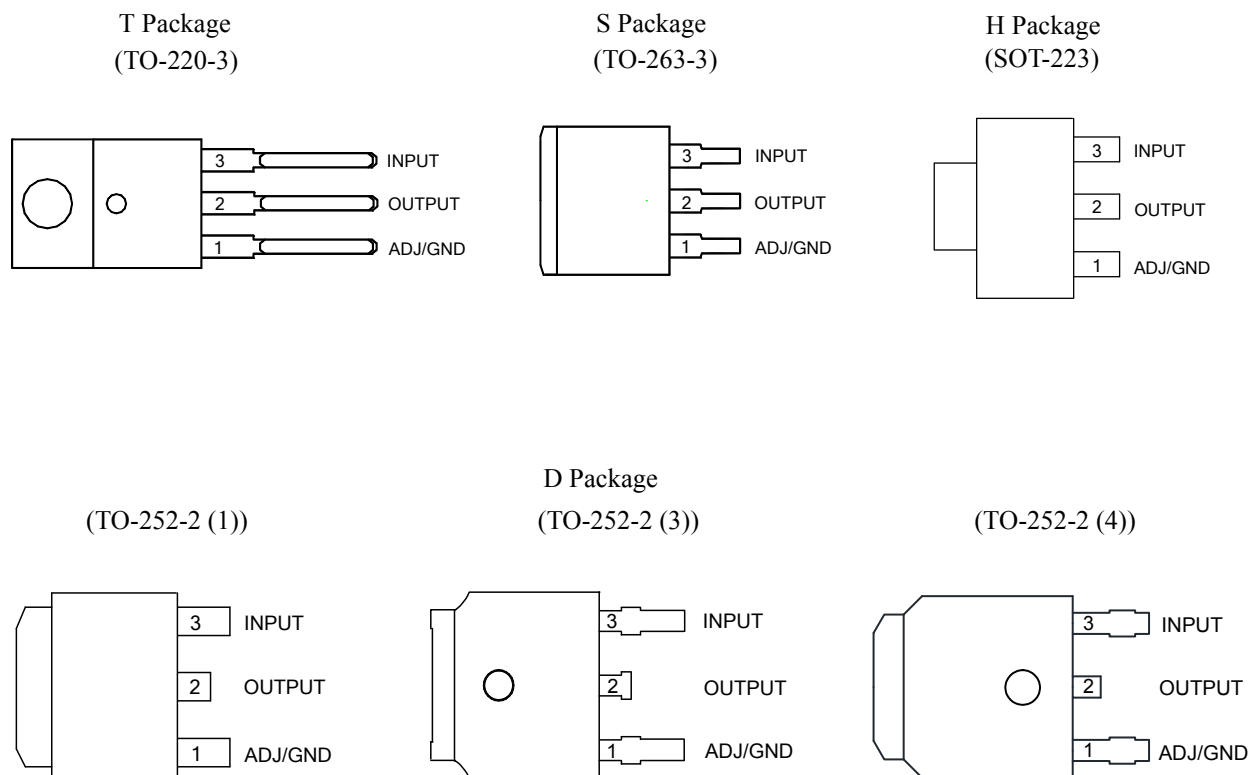 T Package
(TO-220-3)
S Package
(TO-263-3)
H Package
(SOT-223)
3 INPUT
2 OUTPUT
1 ADJ/GND
3 INPUT
2 OUTPUT
1 ADJ/GND
3 INPUT
2 OUTPUT
1 ADJ/GND
D Package
(TO-252-2 (1))
(TO-252-2 (3))
(TO-252-2 (4))
3 INPUT
2 OUTPUT
1 ADJ/GND
3 INPUT
2 OUTPUT
1 ADJ/GND
3 INPUT
2 OUTPUT
1 ADJ/GND